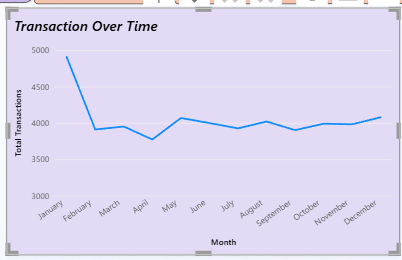 Transaction Over Time
5000
4500
4000
3500
3000
Total Transactions
January
February
March
April
May
June
July
August
September
October
November
December
Month